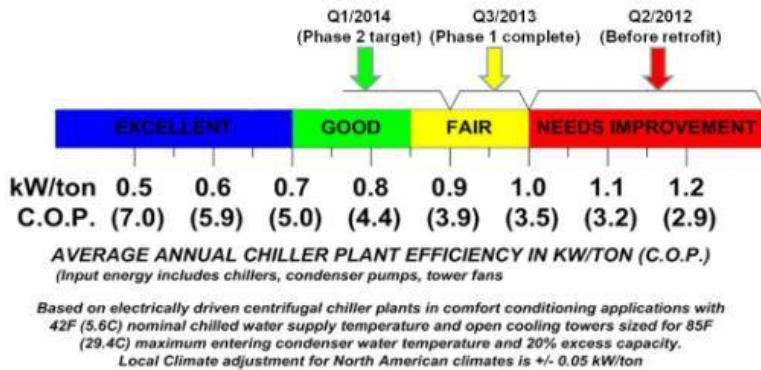 Q1/2014 Q3/2013 Q2/2012
(Phase 2 target) (Phase 1 complete) (Before retrofit)
EXCELLENT GOOD FAIR NEEDS IMPROVEMENT
kW/ton 0.5 0.6 0.7 0.8 0.9 1.0 1.1 1.2
C.O.P. (7.0) (5.9) (5.0) (4.4) (3.9) (3.5) (3.2) (2.9)
AVERAGE ANNUAL CHILLER PLANT EFFICIENCY IN KW/TON (C.O.P.)
(Input energy includes chillers, condenser pumps, tower fans
Based on electrically driven centrifugal chiller plants in comfort conditioning applications with
42F (5.6C) nominal chilled water supply temperature and open cooling towers sized for 85F
(29.4C) maximum entering condenser water temperature and 20% excess capacity.
Local Climate adjustment for North American climates is +/- 0.05 kW/ton